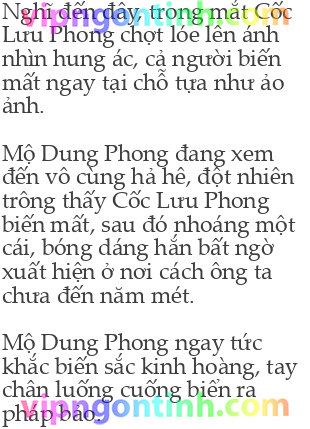 Nghĩ đến đây, trong mắt Cốc
vipngontinh.com
Lưu Phong chợt lóe lên ánh
nhìn hung ác, cả người biến
mất ngay tại chỗ tựa như ảo
ảnh.
Mộ Dung Phong đang xem
đến vô cùng hả hê, đột nhiên
trông thấy Cốc Lưu Phong
biến mất, sau đó nhoáng một
cái, bóng dáng hắn bất ngờ
xuất hiện ở nơi cách ông ta
chưa đến năm mét.
Mộ Dung Phong ngay tức
khắc biến sắc kinh hoàng, tay
chân luống cuống biển ra
pháp bảo.
vipngontinh.com